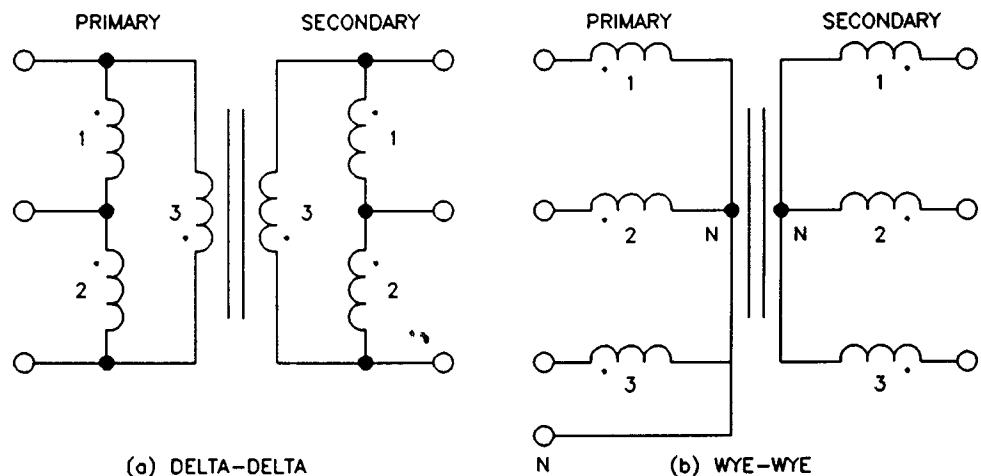 PRIMARY SECONDARY
1 1
3 3
2 2
(a) DELTA-DELTA
PRIMARY SECONDARY
1 1
2 N N 2
3 3
N
(b) WYE-WYE